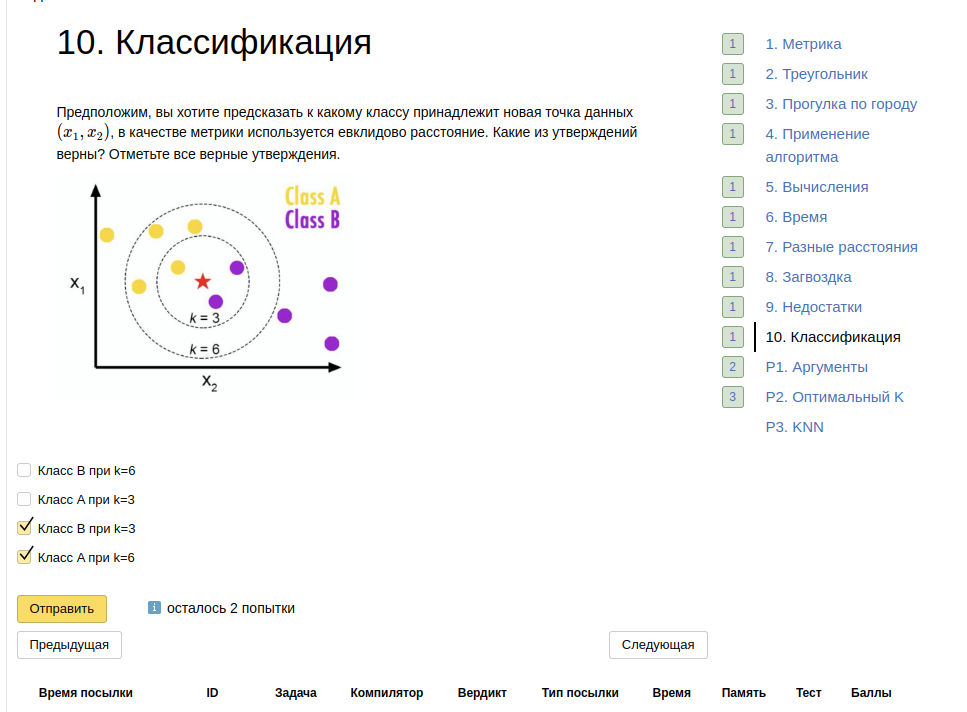 10. Классификация
Предположим, вы хотите предсказать к какому классу принадлежит новая точка данных
(x₁, x₂), в качестве метрики используется евклидово расстояние. Какие из утверждений
верны? Отметьте все верные утверждения.
Class A
Class B
X₁
k = 3
k = 6
X₂
Класс B при k=6
Класс A при k=3
Класс B при k=3
Класс A при k=6
Отправить
i осталось 2 попытки
Предыдущая
Следующая
Время посылки ID Задача Компилятор Вердикт Тип посылки Время Память Тест Баллы
1 1. Метрика
1 2. Треугольник
1 3. Прогулка по городу
1 4. Применение
алгоритма
1 5. Вычисления
1 6. Время
1 7. Разные расстояния
1 8. Загвоздка
1 9. Недостатки
1 10. Классификация
2 P1. Аргументы
3 P2. Оптимальный K
P3. KNN